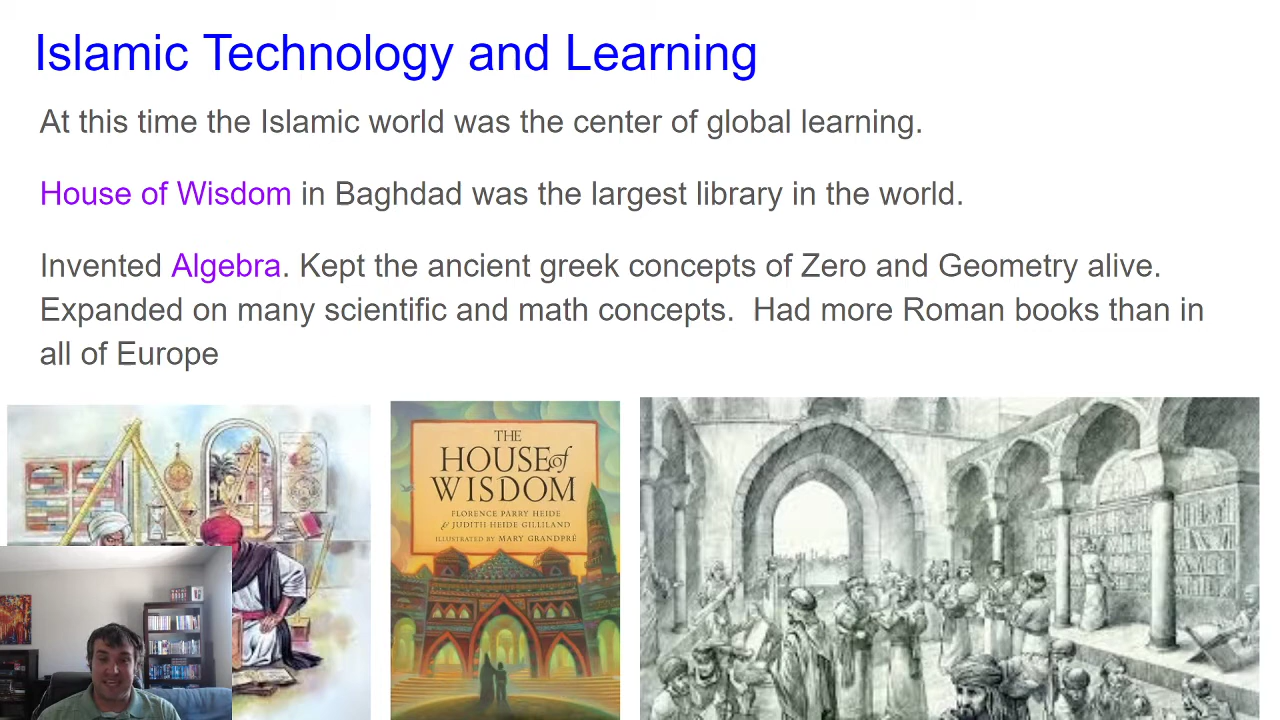 Islamic Technology and Learning
At this time the Islamic world was the center of global learning.
House of Wisdom in Baghdad was the largest library in the world.
Invented Algebra. Kept the ancient greek concepts of Zero and Geometry alive.
Expanded on many scientific and math concepts.  Had more Roman books than in
all of Europe
THE
HOUSE of
WISDOM
FLORENCE PARRY HEIDE
& JUDITH HEIDE GILLILAND
ILLUSTRATED BY MARY GRANDPRÉ